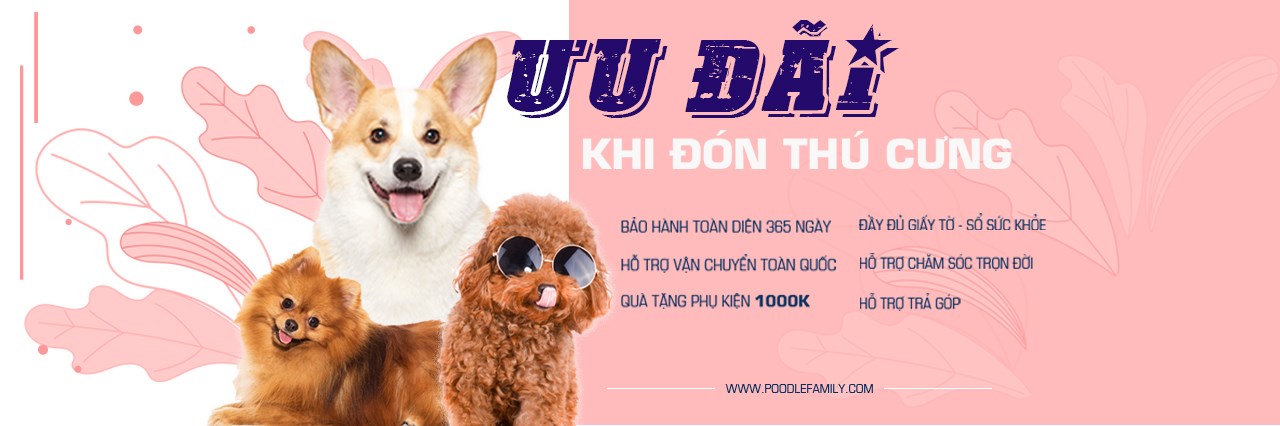 ƯU ĐÃI
KHI ĐÓN THÚ CƯNG
BẢO HÀNH TOÀN DIỆN 365 NGÀY
HỖ TRỢ VẬN CHUYỂN TOÀN QUỐC
QUÀ TẶNG PHỤ KIỆN 1000K
ĐẦY ĐỦ GIẤY TỜ - SỔ SỨC KHỎE
HỖ TRỢ CHĂM SÓC TRỌN ĐỜI
HỖ TRỢ TRẢ GÓP
WWW.POODLEFAMILY.COM